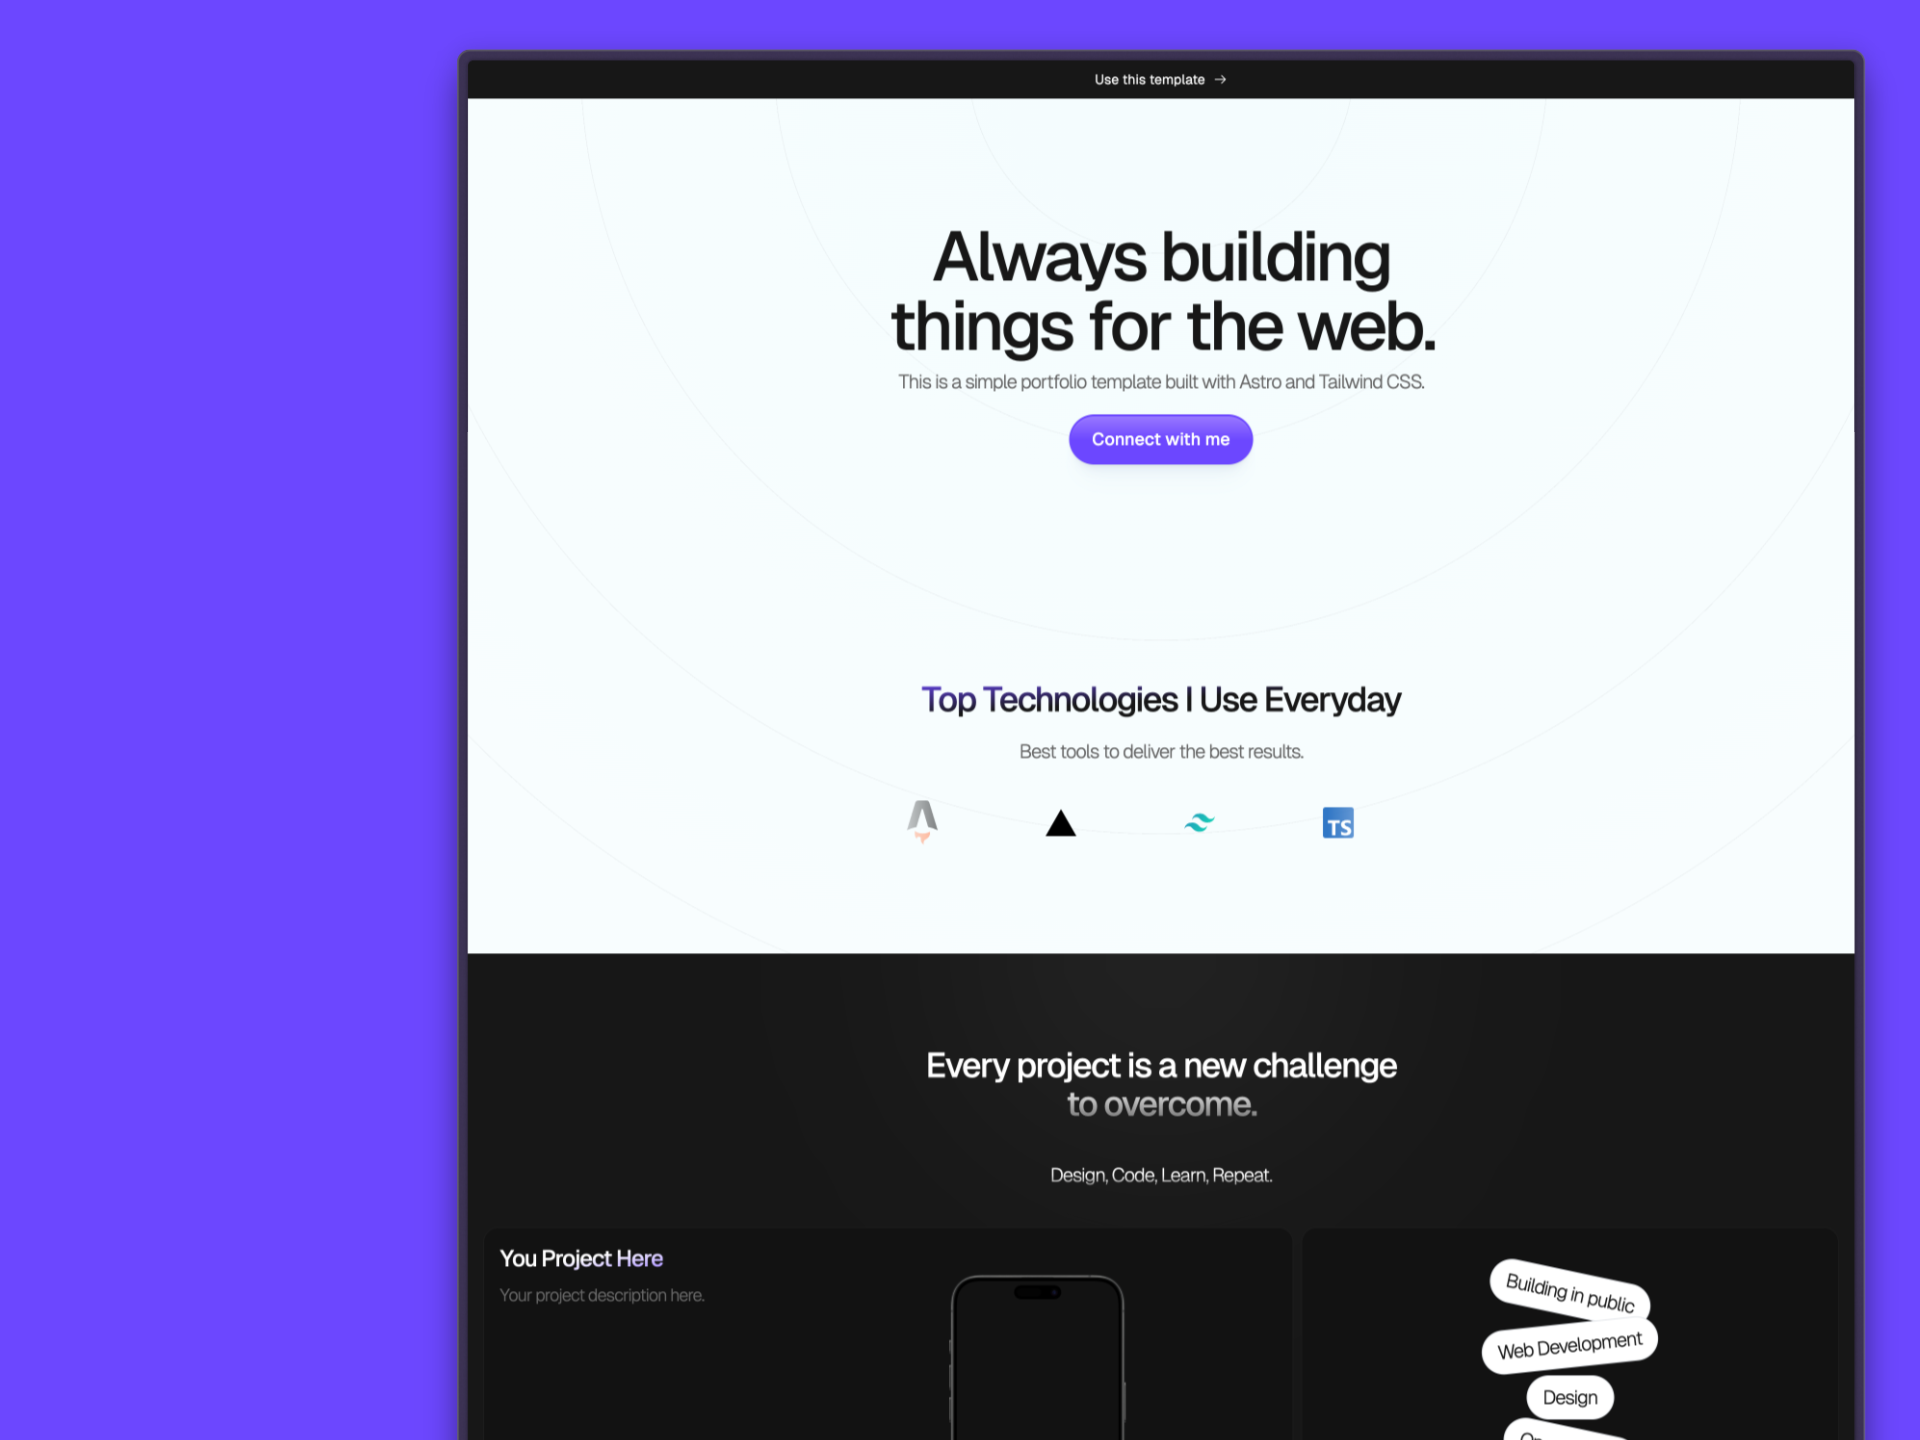 Use this template →
Always building
things for the web.
This is a simple portfolio template built with Astro and Tailwind CSS.
Connect with me
Top Technologies I Use Everyday
Best tools to deliver the best results.
TS
Every project is a new challenge
to overcome.
Design, Code, Learn, Repeat.
You Project Here
Your project description here.
Building in public
Web Development
Design